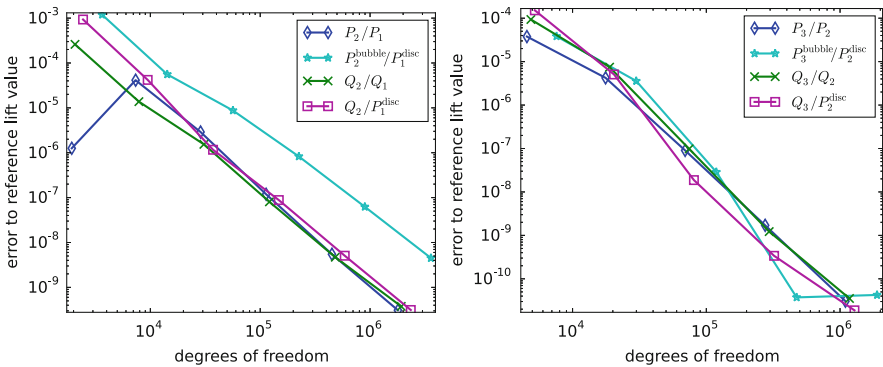 error to reference lift value
10^{-3}
10^{-4}
10^{-5}
10^{-6}
10^{-7}
10^{-8}
10^{-9}
10^{4}
10^{5}
10^{6}
degrees of freedom
P_2/P_1
P_2^{bubble}/P_1^{disc}
Q_2/Q_1
Q_2/P_1^{disc}
error to reference lift value
10^{-4}
10^{-5}
10^{-6}
10^{-7}
10^{-8}
10^{-9}
10^{-10}
10^{4}
10^{5}
10^{6}
degrees of freedom
P_3/P_2
P_3^{bubble}/P_2^{disc}
Q_3/Q_2
Q_3/P_2^{disc}